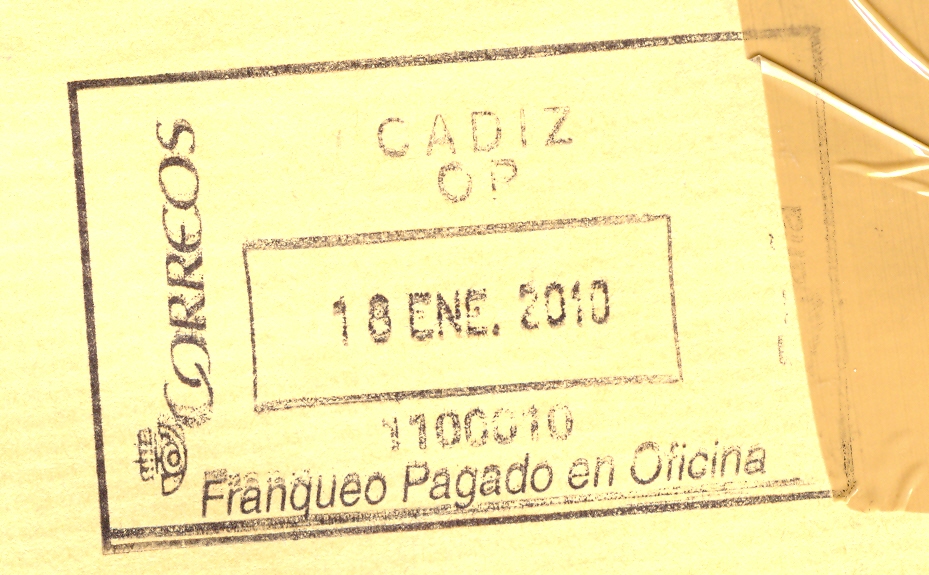 CORREOS
CADIZ
OP
18 ENE. 2010
1100010
Franqueo Pagado en Oficina